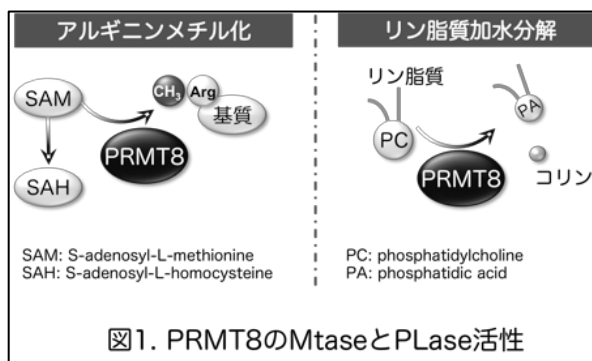 アルギニンメチル化
SAM
CH₃
Arg
基質
PRMT8
SAH
SAM: S-adenosyl-L-methionine
SAH: S-adenosyl-L-homocysteine
リン脂質加水分解
リン脂質
PA
PC
PRMT8
コリン
PC: phosphatidylcholine
PA: phosphatidic acid
図1. PRMT8のMtaseとPLase活性